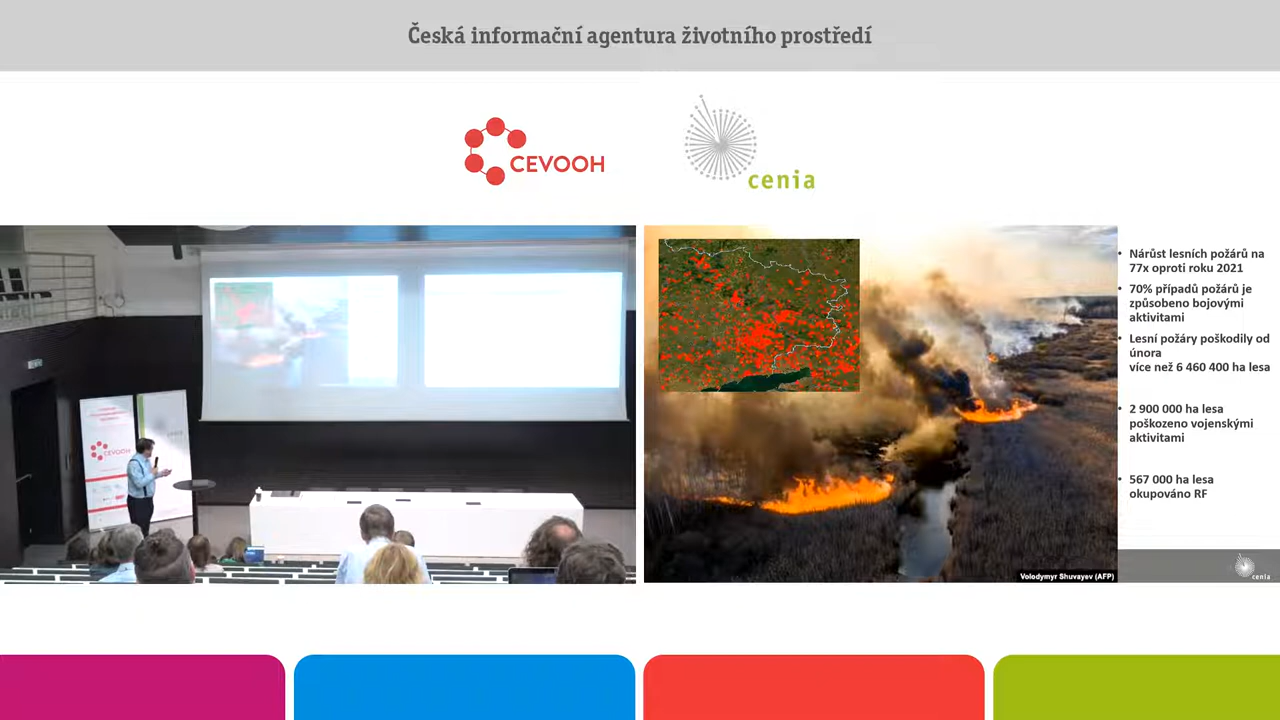 Česká informační agentura životního prostředí
CEVOOH
cenia
• Nárůst lesních požárů na
77x oproti roku 2021
• 70% případů požárů je
způsobeno bojovými
aktivitami
• Lesní požáry poškodily od
února
více než 6 460 400 ha lesa
• 2 900 000 ha lesa
poškozeno vojenskými
aktivitami
• 567 000 ha lesa
okupováno RF
Volodymyr Shuvayev (AFP)
cenia
CEVOOH